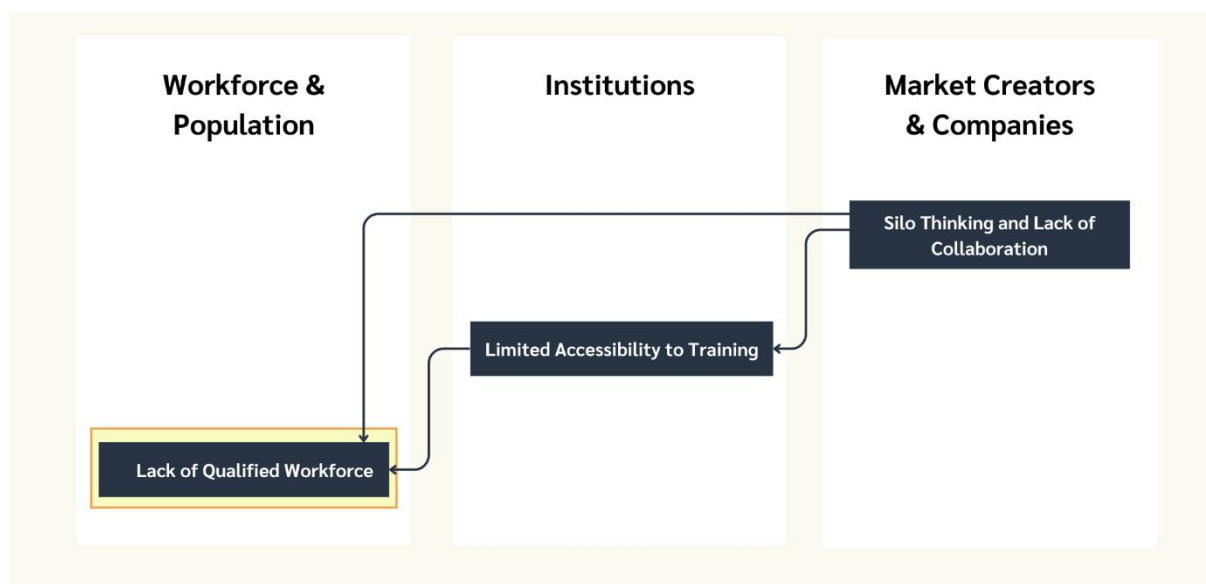 Workforce &
Population
Institutions
Market Creators
& Companies
Silo Thinking and Lack of
Collaboration
Limited Accessibility to Training
Lack of Qualified Workforce